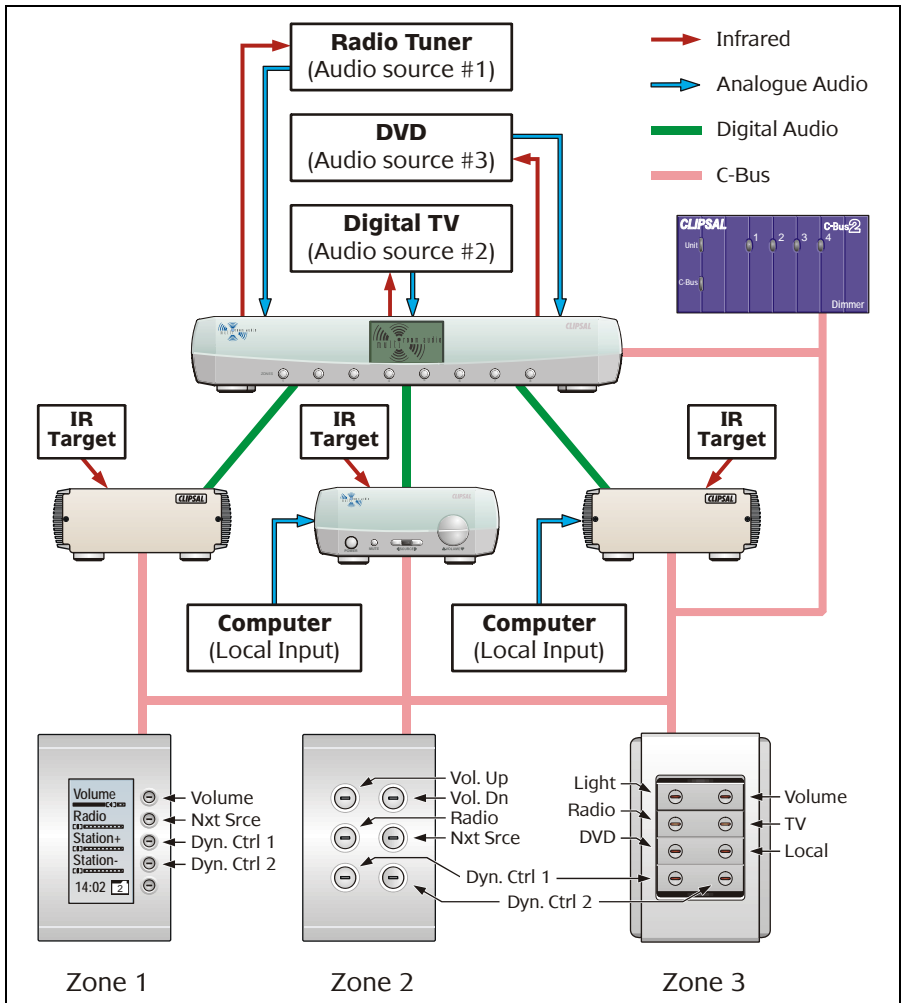 Radio Tuner
(Audio source #1)
DVD
(Audio source #3)
Digital TV
(Audio source #2)
Infrared
Analogue Audio
Digital Audio
C-Bus
CLIPSAL
C-Bus2
Unit
1
2
3
4
C-Bus
Dimmer
CLIPSAL
IR
Target
IR
Target
IR
Target
CLIPSAL
CLIPSAL
CLIPSAL
Computer
(Local Input)
Computer
(Local Input)
Volume
Radio
Station+
Station-
14:02
2
Volume
Nxt Srce
Dyn. Ctrl 1
Dyn. Ctrl 2
Vol. Up
Vol. Dn
Radio
Nxt Srce
Dyn. Ctrl 1
Dyn. Ctrl 2
Light
Radio
DVD
Volume
TV
Local
Zone 1
Zone 2
Zone 3